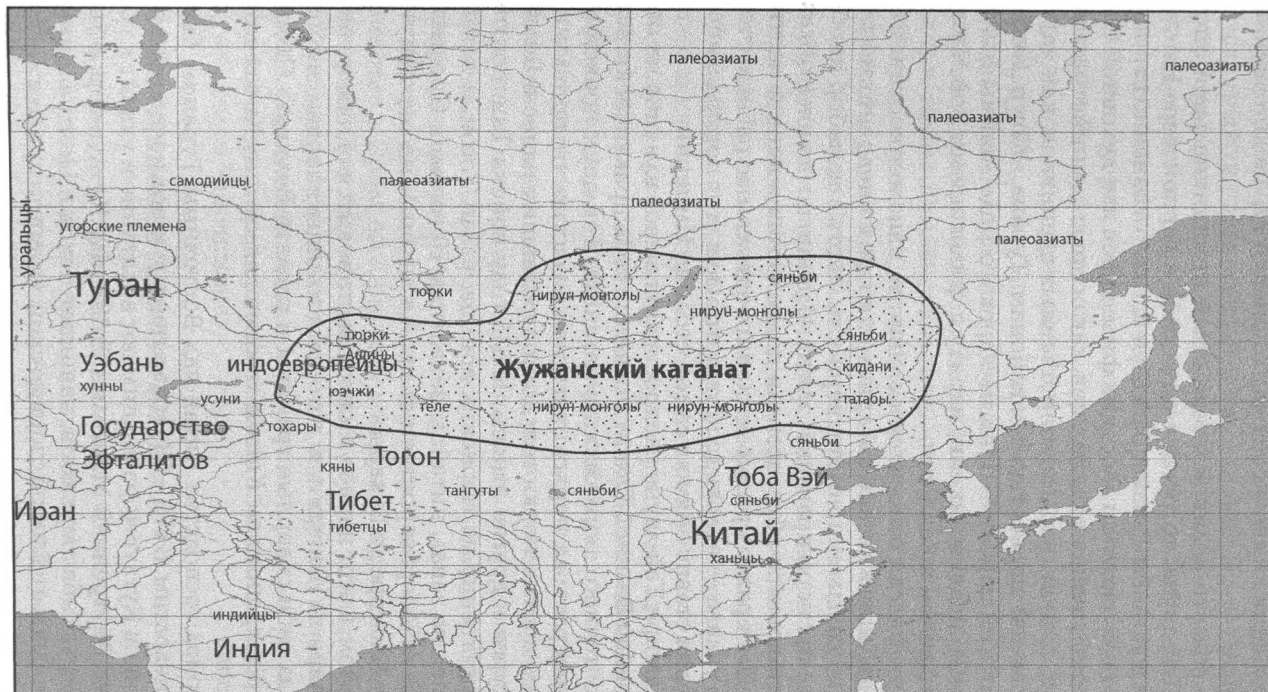 палеоазиаты
палеоазиаты
палеоазиаты
самодийцы
палеоазиаты
палеоазиаты
уральцы
угорские племена
палеоазиаты
Туран
тюрки
нирун-монголы
сяньби
нирун-монголы
тюрки
Ашины
сяньби
Уэбань
хунны
индоевропейцы
Жужанский каганат
кидани
усуни
юэчжи
теле
нирун-монголы
нирун-монголы
татабы
Государство
Эфталитов
тохары
сяньби
кяны
Тогон
Тоба Вэй
сяньби
Тибет
тибетцы
тангуты
сяньби
Иран
Китай
ханьцы
индийцы
Индия